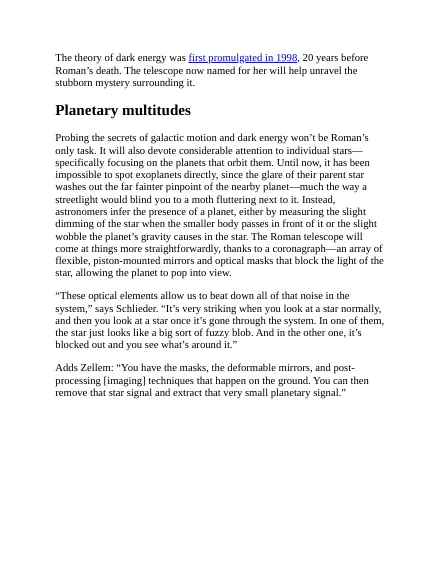 The theory of dark energy was first promulgated in 1998, 20 years before
Roman’s death. The telescope now named for her will help unravel the
stubborn mystery surrounding it.
Planetary multitudes
Probing the secrets of galactic motion and dark energy won’t be Roman’s
only task. It will also devote considerable attention to individual stars—
specifically focusing on the planets that orbit them. Until now, it has been
impossible to spot exoplanets directly, since the glare of their parent star
washes out the far fainter pinpoint of the nearby planet—much the way a
streetlight would blind you to a moth fluttering next to it. Instead,
astronomers infer the presence of a planet, either by measuring the slight
dimming of the star when the smaller body passes in front of it or the slight
wobble the planet’s gravity causes in the star. The Roman telescope will
come at things more straightforwardly, thanks to a coronagraph—an array of
flexible, piston-mounted mirrors and optical masks that block the light of the
star, allowing the planet to pop into view.
“These optical elements allow us to beat down all of that noise in the
system,” says Schlieder. “It’s very striking when you look at a star normally,
and then you look at a star once it’s gone through the system. In one of them,
the star just looks like a big sort of fuzzy blob. And in the other one, it’s
blocked out and you see what’s around it.”
Adds Zellem: “You have the masks, the deformable mirrors, and post-
processing [imaging] techniques that happen on the ground. You can then
remove that star signal and extract that very small planetary signal.”